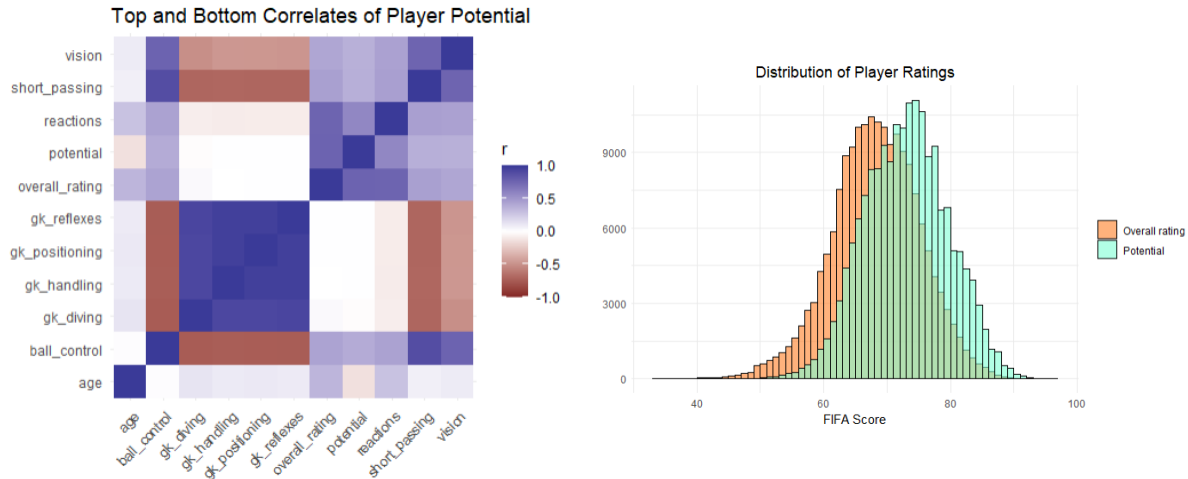 Top and Bottom Correlates of Player Potential
vision
short_passing
reactions
potential
overall_rating
gk_reflexes
gk_positioning
gk_handling
gk_diving
ball_control
age
age
ball_control
gk_diving
gk_handling
gk_positioning
gk_reflexes
overall_rating
potential
reactions
short_passing
vision
r
1.0
0.5
0.0
-0.5
-1.0
Distribution of Player Ratings
9000
6000
3000
0
40 60 80 100
FIFA Score
Overall rating
Potential